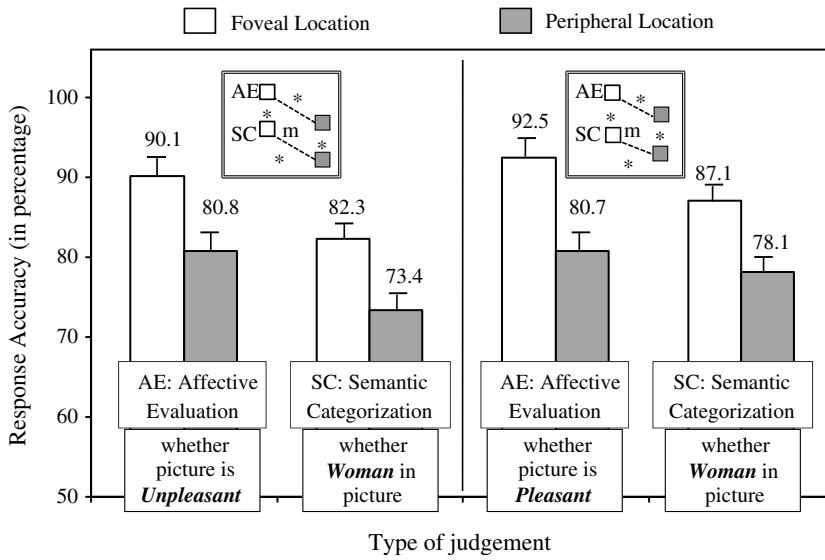 Foveal Location
Peripheral Location
Response Accuracy (in percentage)
100
90
80
70
60
50
AE
*
*
SC
m
*
*
90.1
80.8
82.3
73.4
AE
*
*
SC
m
*
*
92.5
80.7
87.1
78.1
AE: Affective
Evaluation
SC: Semantic
Categorization
AE: Affective
Evaluation
SC: Semantic
Categorization
whether
picture is
Unpleasant
whether
Woman in
picture
whether
picture is
Pleasant
whether
Woman in
picture
Type of judgement